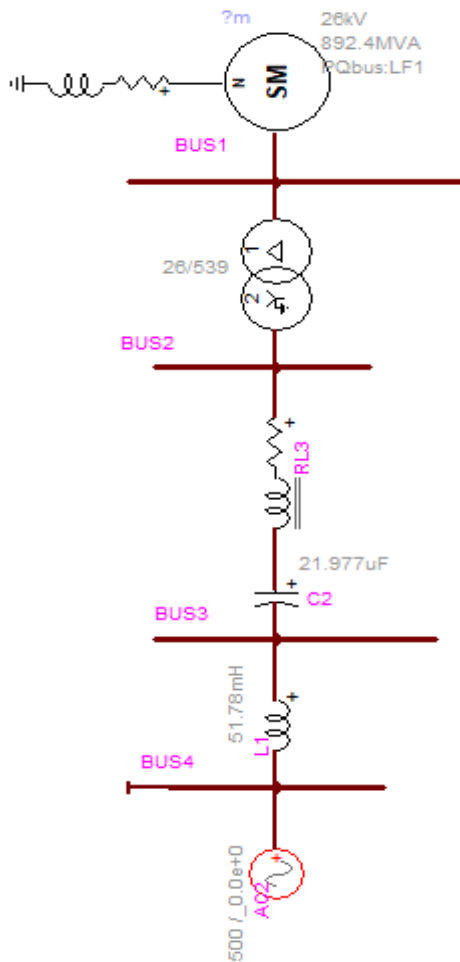 ?m
26kV
892.4MVA
PQbus:LF1
+
N
SM
BUS1
1
26/539
2
BUS2
+
RL3
21.977uF
+
C2
BUS3
+
51.78mH
L1
BUS4
+
AC2
500 /_0.0e+0